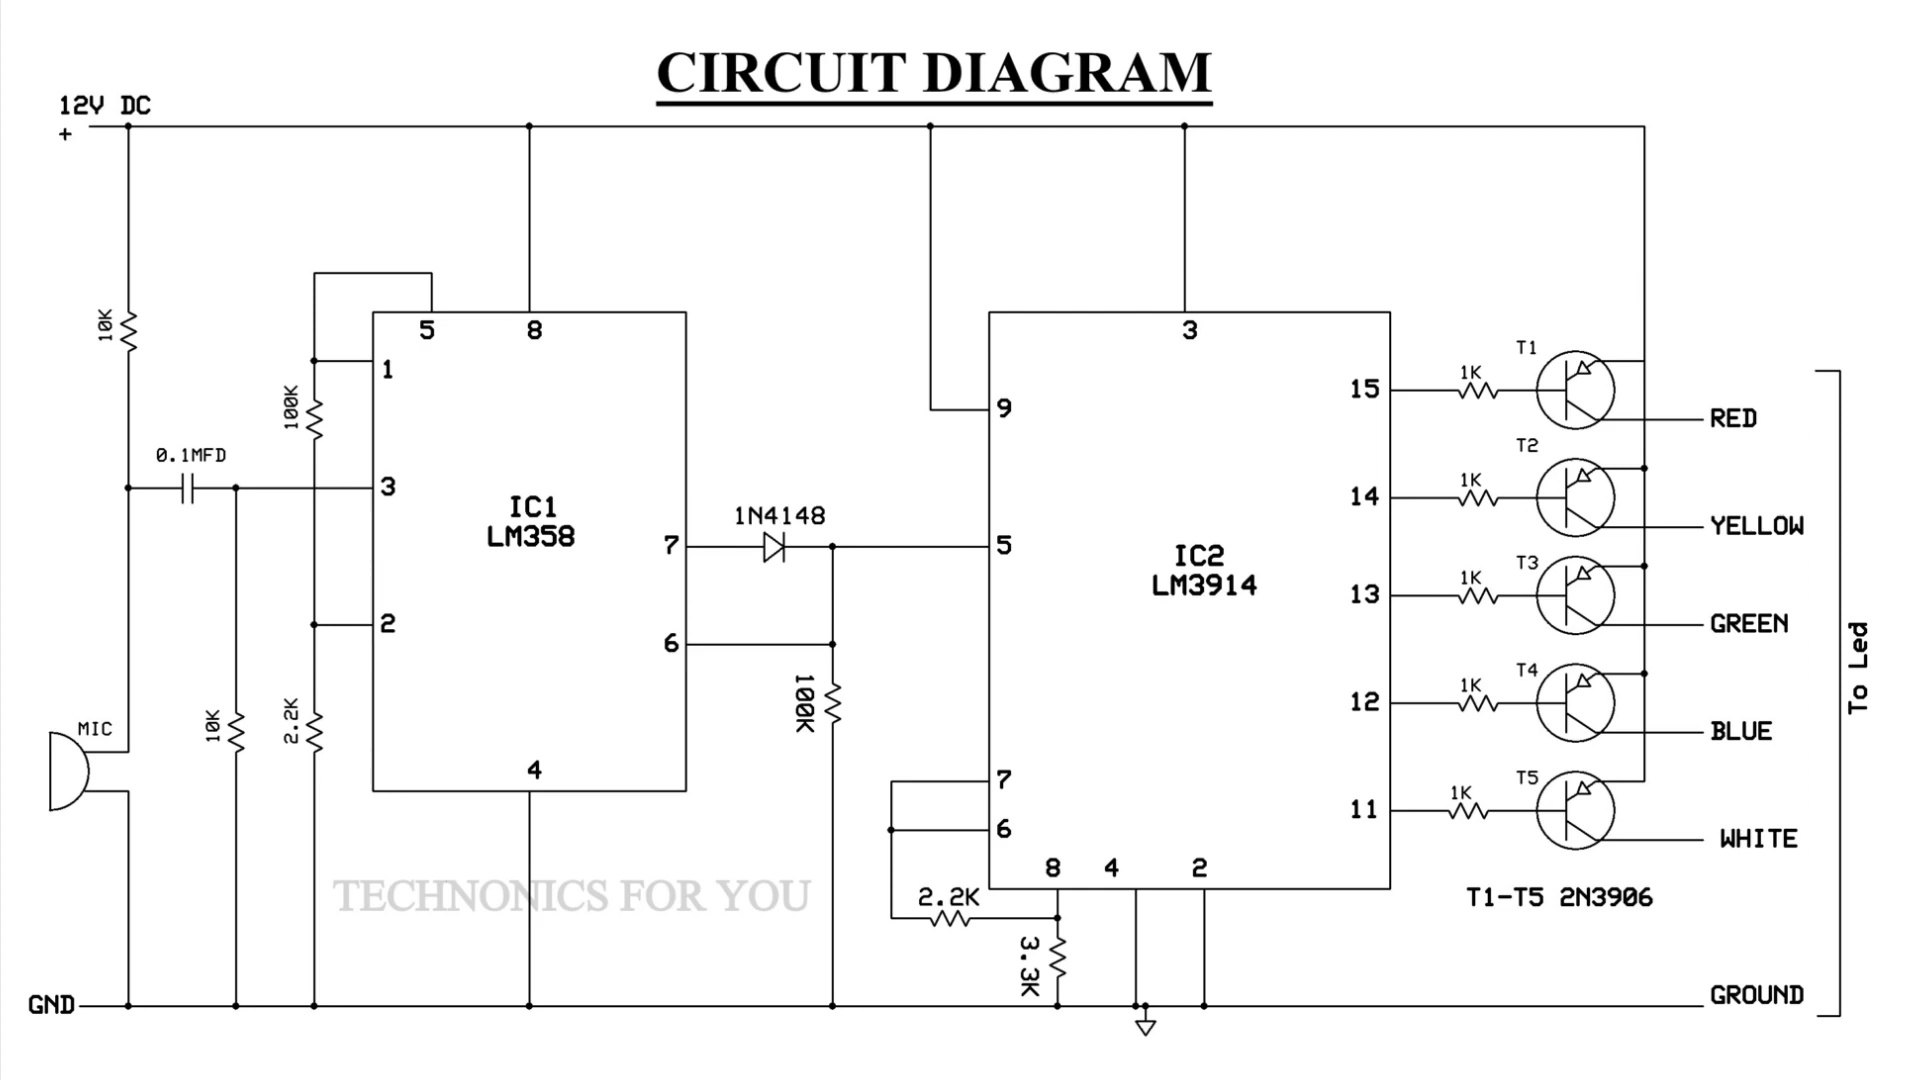 CIRCUIT DIAGRAM
12V DC
+
10K
0.1MFD
MIC
10K
100K
2.2K
5
8
1
3
2
IC1
LM358
7
6
4
1N4148
100K
TECHNONICS FOR YOU
3
9
5
IC2
LM3914
7
6
8
4
2
2.2K
3.3K
15
14
13
12
11
1K
T1
RED
1K
T2
YELLOW
1K
T3
GREEN
1K
T4
BLUE
1K
T5
WHITE
T1-T5 2N3906
To Led
GND
GROUND